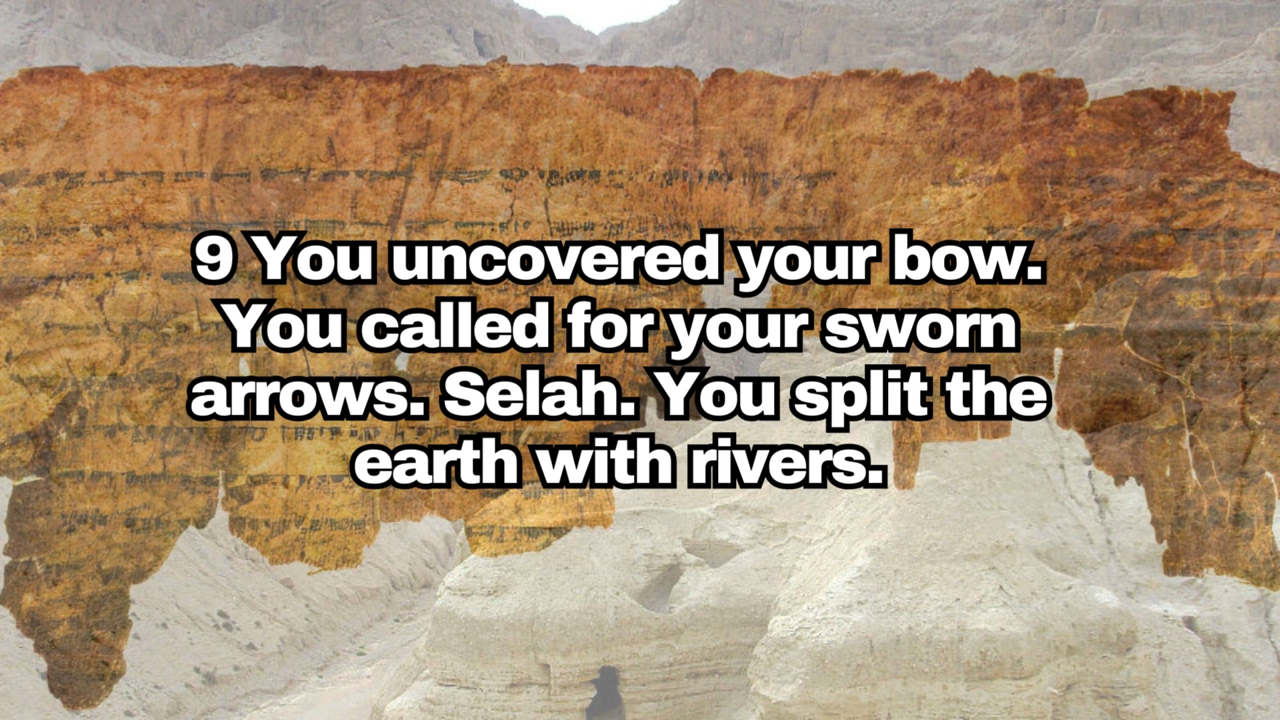 9 You uncovered your bow.
You called for your sworn
arrows. Selah. You split the
earth with rivers.